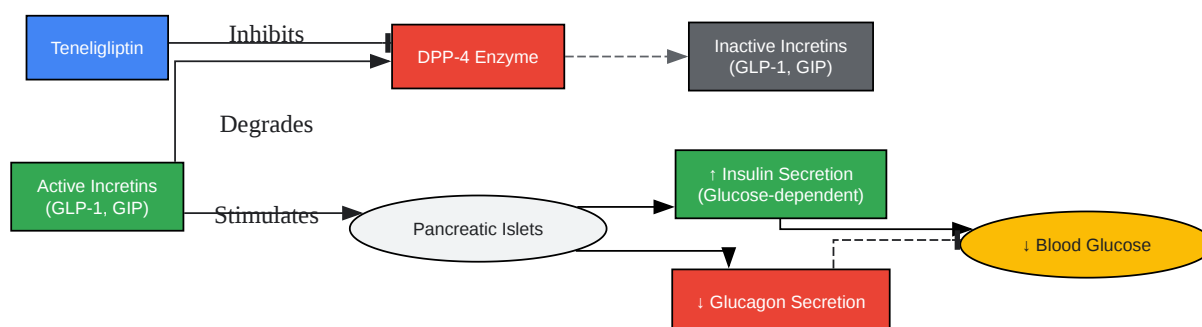 Teneligliptin
Inhibits
DPP-4 Enzyme
Inactive Incretins
(GLP-1, GIP)
Degrades
Active Incretins
(GLP-1, GIP)
Stimulates
Pancreatic Islets
↑ Insulin Secretion
(Glucose-dependent)
↓ Glucagon Secretion
↓ Blood Glucose